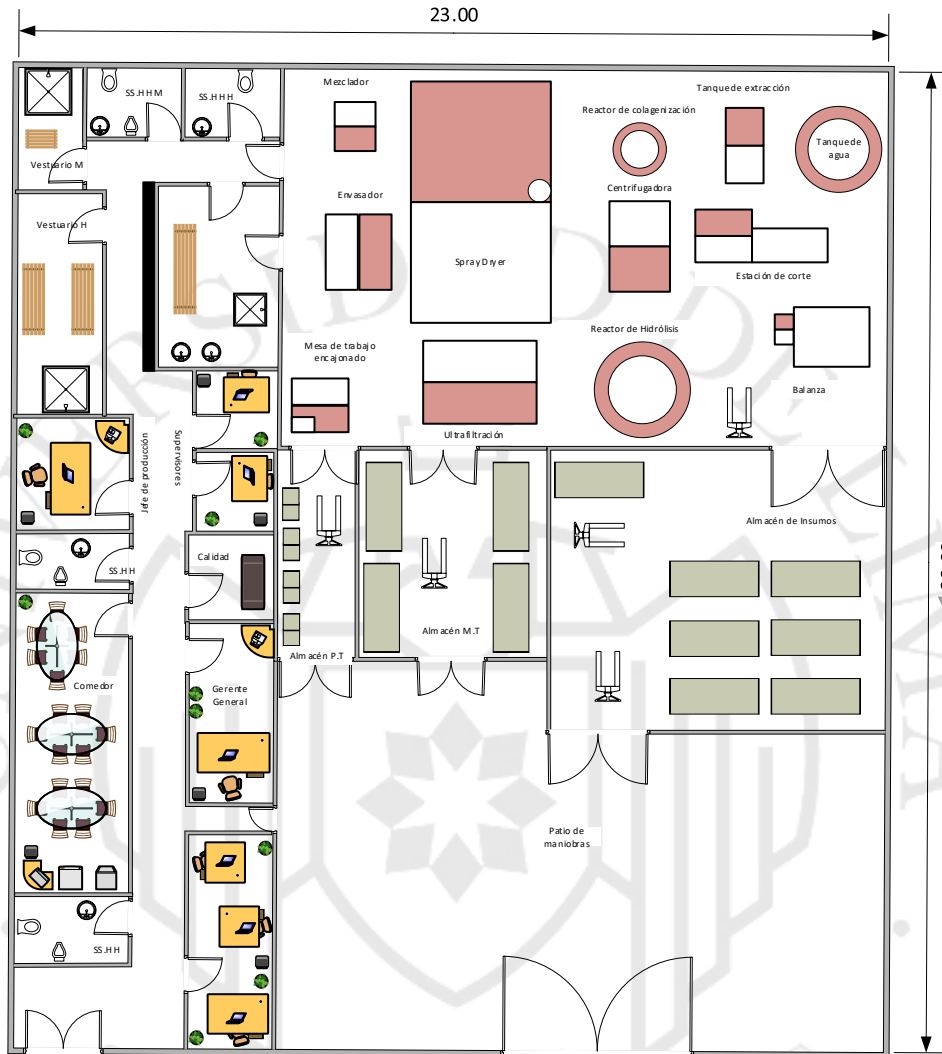 23.00
Mezclador
Tanque de extracción
SS.HH M
SS.HH H
Reactor de colagenización
Tanque de
agua
Vestuario M
Envasador
Centrifugadora
Vestuario H
Spray Dryer
Estación de corte
Reactor de Hidrólisis
Mesa de trabajo
encajonado
Balanza
Ultrafiltración
Jefe de producción
Supervisores
Almacén de Insumos
Calidad
SS.HH
Almacén M.T
Almacén P.T
Comedor
Gerente
General
Patio de
maniobras
SS.HH